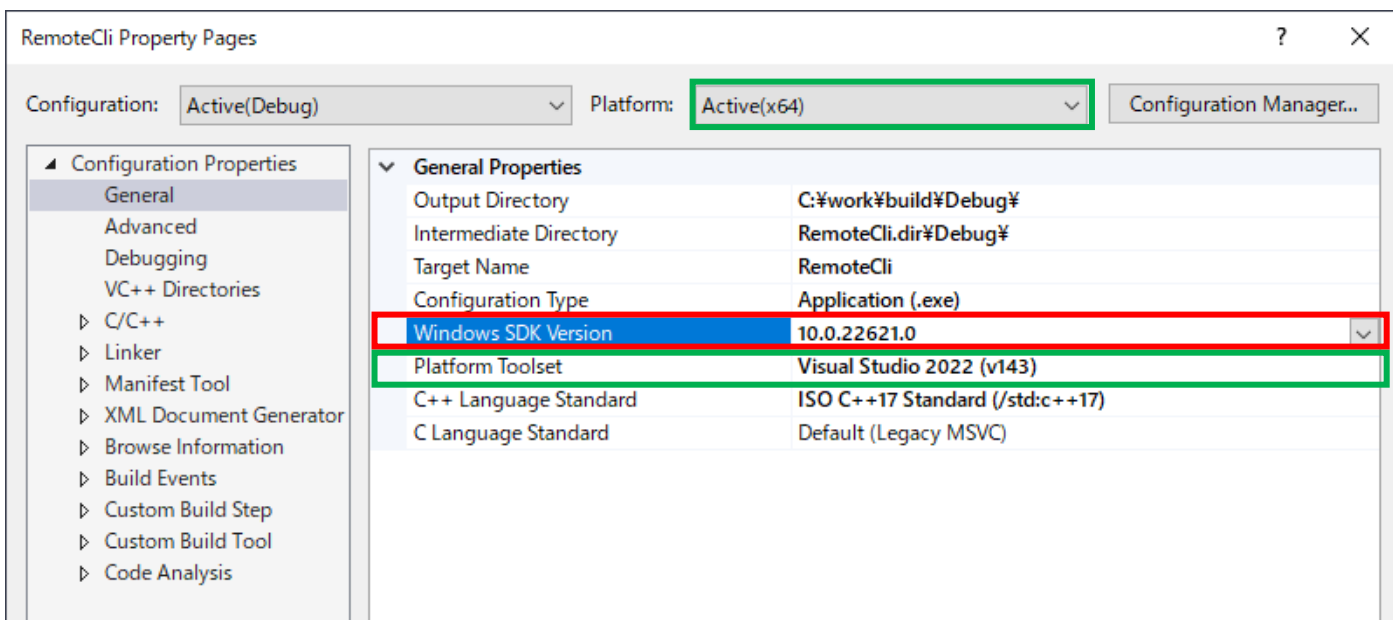 RemoteCli Property Pages ? ×
Configuration: Active(Debug) Platform: Active(x64) Configuration Manager...
Configuration Properties
General
Advanced
Debugging
VC++ Directories
C/C++
Linker
Manifest Tool
XML Document Generator
Browse Information
Build Events
Custom Build Step
Custom Build Tool
Code Analysis
General Properties
Output Directory C:¥work¥build¥Debug¥
Intermediate Directory RemoteCli.dir¥Debug¥
Target Name RemoteCli
Configuration Type Application (.exe)
Windows SDK Version 10.0.22621.0
Platform Toolset Visual Studio 2022 (v143)
C++ Language Standard ISO C++17 Standard (/std:c++17)
C Language Standard Default (Legacy MSVC)